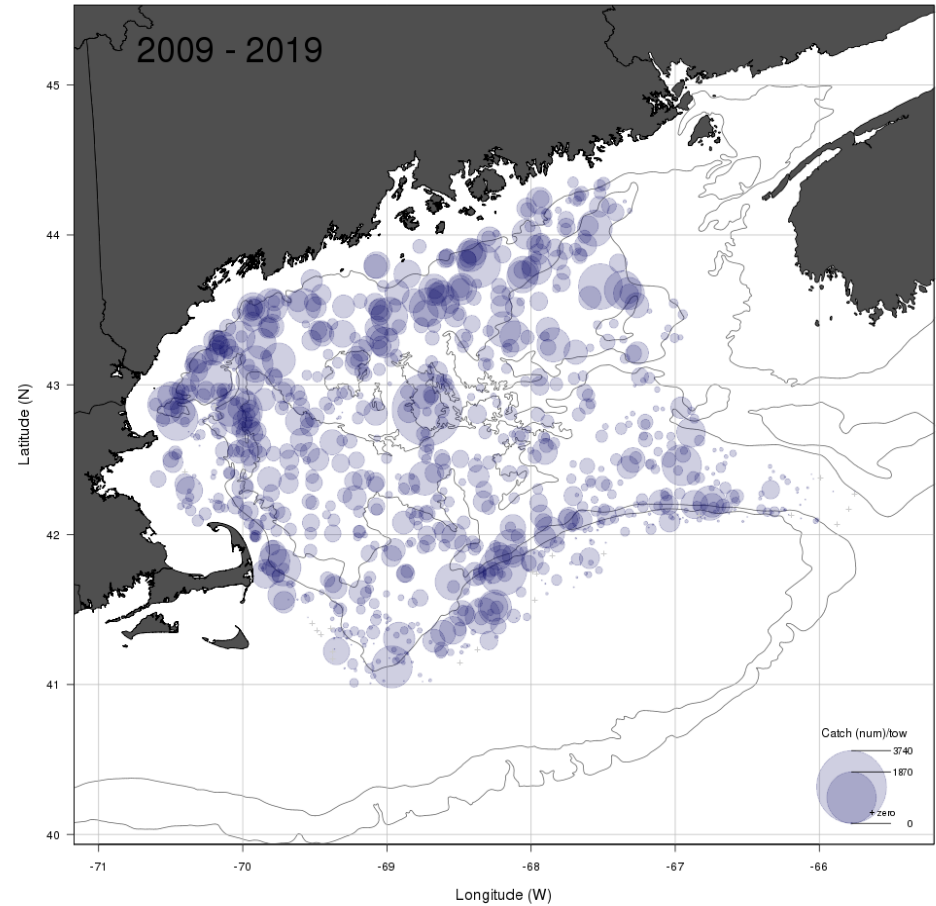 2009 - 2019
45
44
43
42
41
40
Latitude (N)
Catch (num)/tow
3740
1870
+ zero
0
-71 -70 -69 -68 -67 -66
Longitude (W)